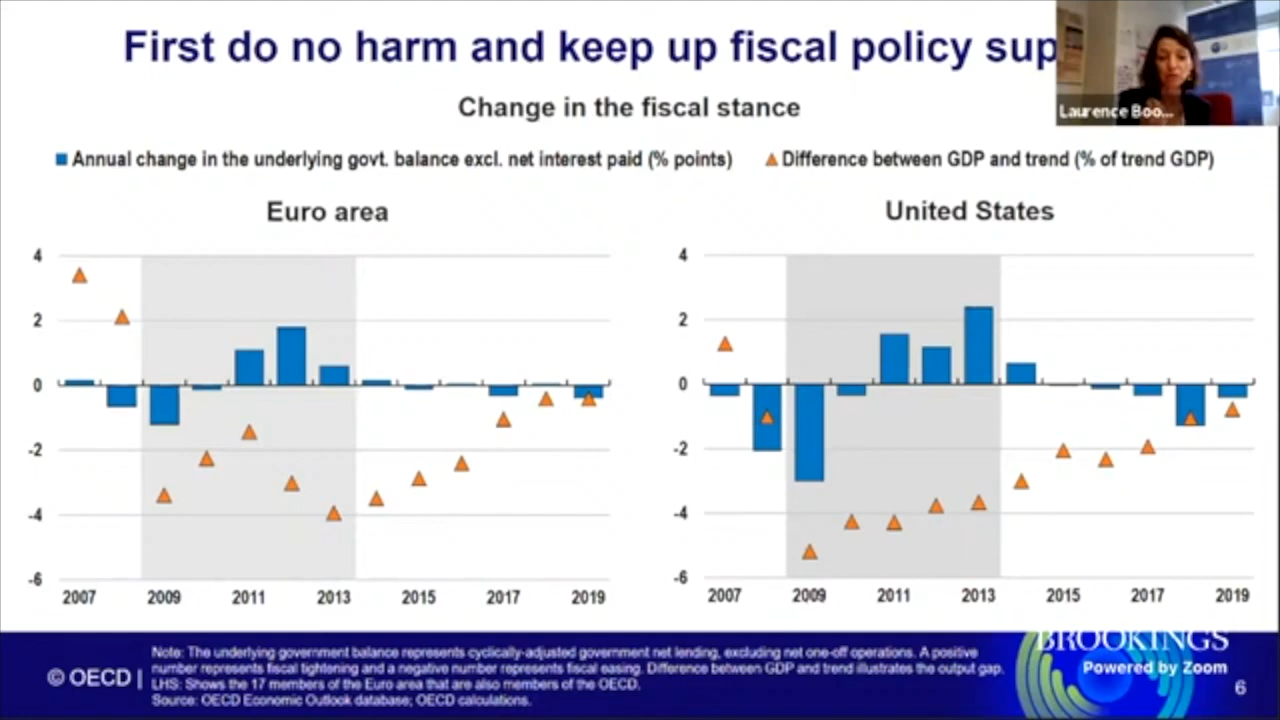 First do no harm and keep up fiscal policy sup
Laurence Boo...
Change in the fiscal stance
Annual change in the underlying govt. balance excl. net interest paid (% points)
Difference between GDP and trend (% of trend GDP)
Euro area
United States
4
2
0
-2
-4
-6
2007 2009 2011 2013 2015 2017 2019
4
2
0
-2
-4
-6
2007 2009 2011 2013 2015 2017 2019
© OECD |
Note: The underlying government balance represents cyclically-adjusted government net lending, excluding net one-off operations. A positive
number represents fiscal tightening and a negative number represents fiscal easing. Difference between GDP and trend illustrates the output gap.
LHS: Shows the 17 members of the Euro area that are also members of the OECD.
Source: OECD Economic Outlook database; OECD calculations.
BROOKINGS
Powered by Zoom
6